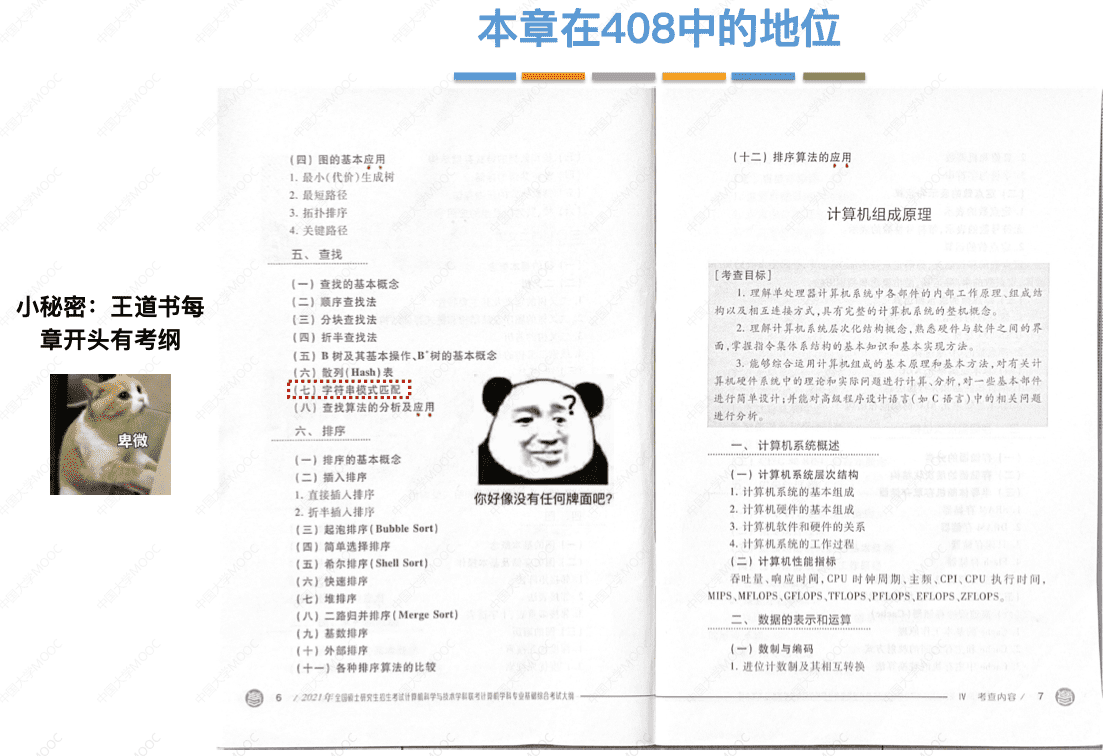 本章在408中的地位
小秘密：王道书每
章开头有考纲
卑微
(四) 图的基本应用
1. 最小(代价)生成树
2. 最短路径
3. 拓扑排序
4. 关键路径
五、查找
(一) 查找的基本概念
(二) 顺序查找法
(三) 分块查找法
(四) 折半查找法
(五) B 树及其基本操作、B+树的基本概念
(六) 散列(Hash)表
(七) 字符串模式匹配
(八) 查找算法的分析及应用
六、排序
(一) 排序的基本概念
(二) 插入排序
1. 直接插入排序
2. 折半插入排序
(三) 起泡排序(Bubble Sort)
(四) 简单选择排序
(五) 希尔排序(Shell Sort)
(六) 快速排序
(七) 堆排序
(八) 二路归并排序(Merge Sort)
(九) 基数排序
(十) 外部排序
(十一) 各种排序算法的比较
6 / 2021年全国硕士研究生招生考试计算机科学与技术学科联考计算机学科专业基础综合考试大纲
?
你好像没有任何牌面吧?
(十二) 排序算法的应用
计算机组成原理
[考查目标]
1. 理解单处理器计算机系统中各部件的内部工作原理、组成结
构以及相互连接方式,具有完整的计算机系统的整机概念。
2. 理解计算机系统层次化结构概念,熟悉硬件与软件之间的界
面,掌握指令集体系结构的基本知识和基本实现方法。
3. 能够综合运用计算机组成的基本原理和基本方法,对有关计
算机硬件系统中的理论和实际问题进行计算、分析,对一些基本部件
进行简单设计;并能对高级程序设计语言(如 C 语言)中的相关问题
进行分析。
一、计算机系统概述
(一) 计算机系统层次结构
1. 计算机系统的基本组成
2. 计算机硬件的基本组成
3. 计算机软件和硬件的关系
4. 计算机系统的工作过程
(二) 计算机性能指标
吞吐量、响应时间,CPU 时钟周期、主频、CPI、CPU 执行时间,
MIPS、MFLOPS、GFLOPS、TFLOPS、PFLOPS、EFLOPS、ZFLOPS。
二、数据的表示和运算
(一) 数制与编码
1. 进位计数制及其相互转换
Ⅳ 考查内容 / 7